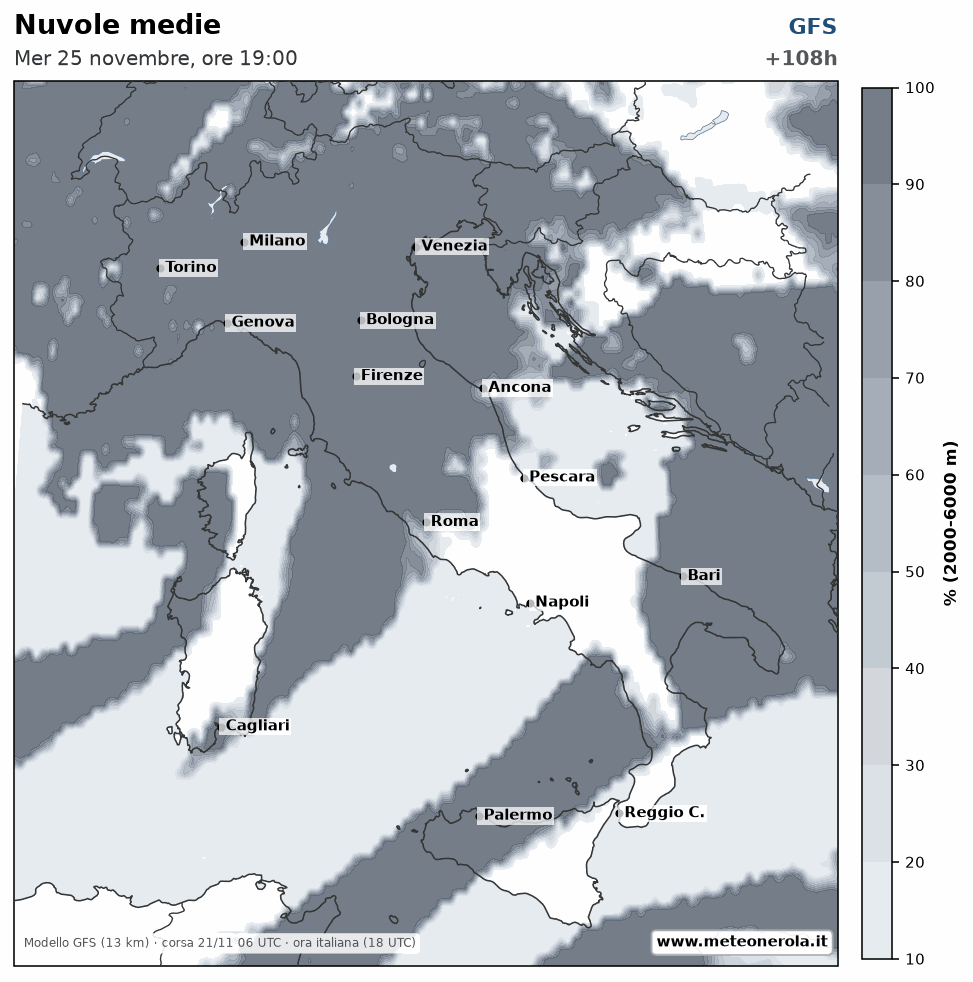 Nuvole medie
GFS
Mer 25 novembre, ore 19:00
+108h
Milano
Venezia
Torino
Genova
Bologna
Firenze
Ancona
Pescara
Roma
Bari
Napoli
Cagliari
Palermo
Reggio C.
Modello GFS (13 km) · corsa 21/11 06 UTC · ora italiana (18 UTC)
www.meteonerola.it
100
90
80
70
60
50
40
30
20
10
% (2000-6000 m)